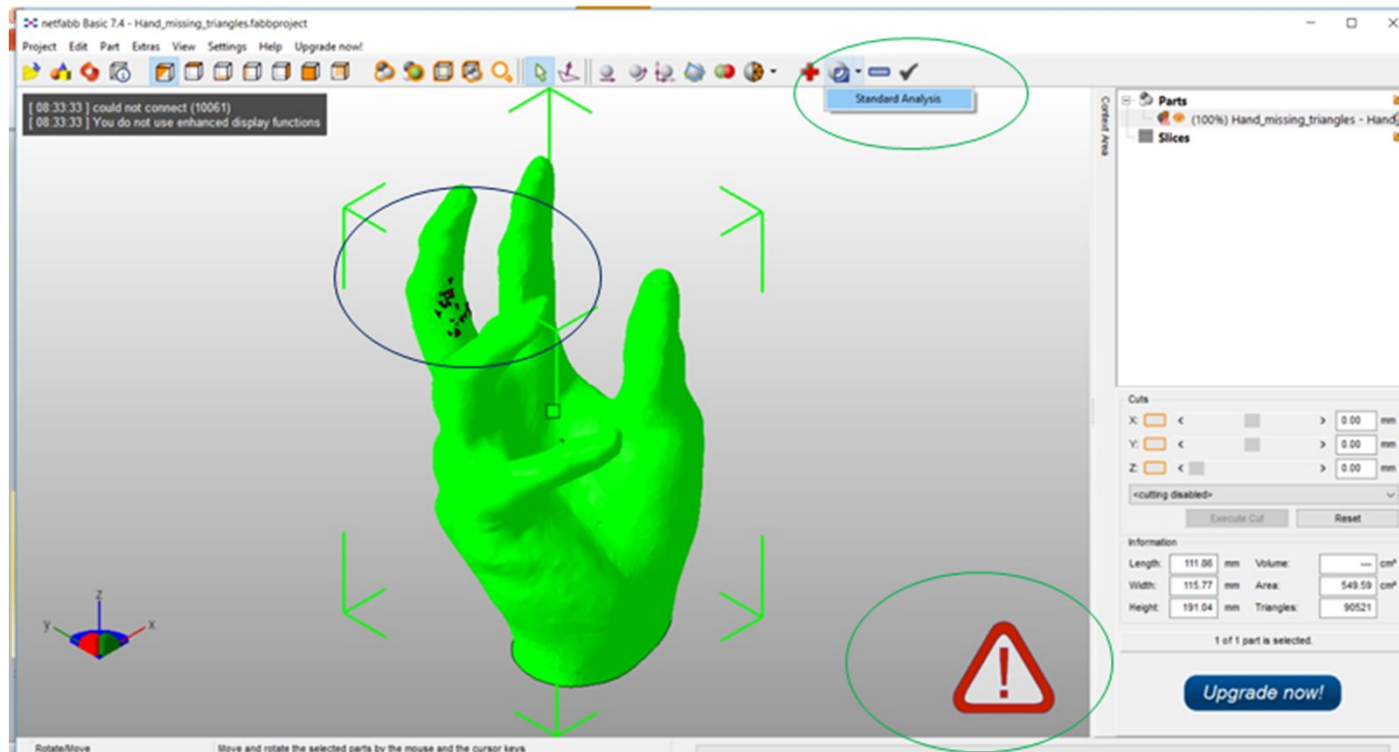 netfabb Basic 7.4 - Hand_missing_triangles.fabbproject
Project Edit Part Extras View Settings Help Upgrade now!
[ 08:33:33 ] could not connect (10061)
[ 08:33:33 ] You do not use enhanced display functions
Standard Analysis
Context Area
Parts
(100%) Hand_missing_triangles - Hand
Slices
Cuts
X: < > 0.00 mm
Y: < > 0.00 mm
Z: < > 0.00 mm
<cutting disabled>
Execute Cut Reset
Information
Length: 111.86 mm Volume: --- cm³
Width: 115.77 mm Area: 549.59 cm²
Height: 191.04 mm Triangles: 90521
1 of 1 part is selected.
Upgrade now!
z
y x
!
Rotate/Move Move and rotate the selected parts by the mouse and the cursor keys